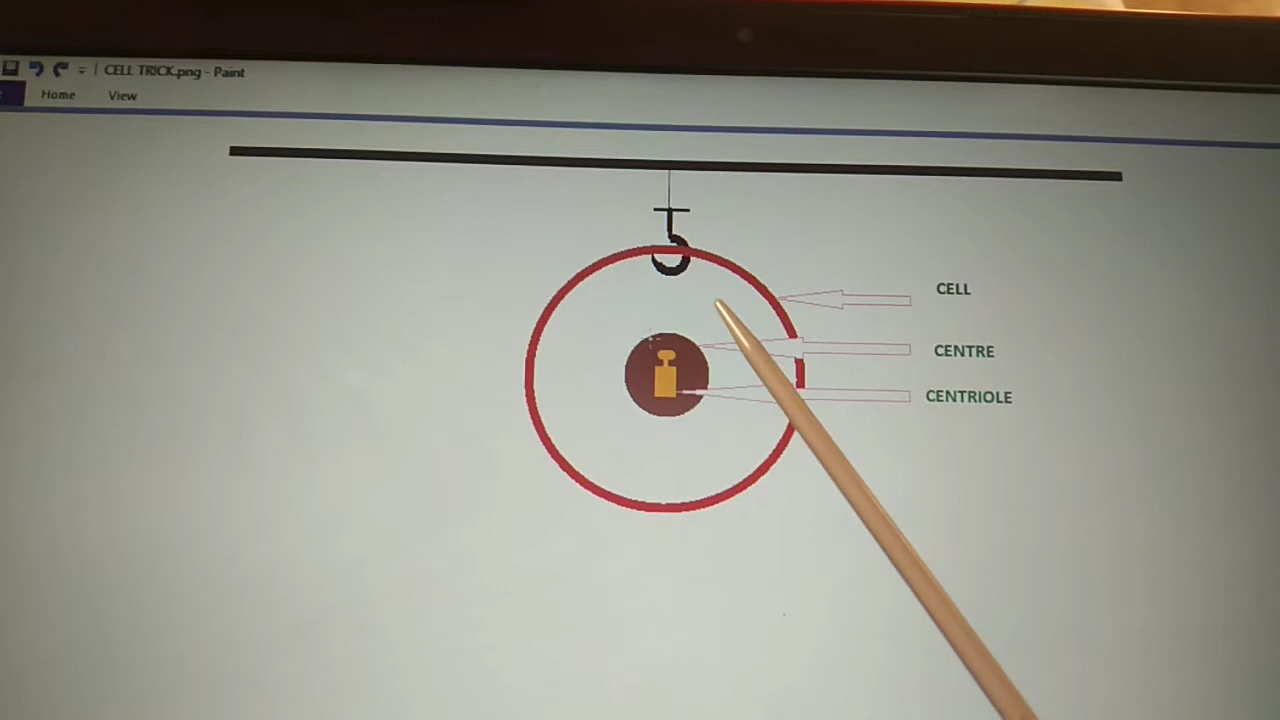 CELL TRICK.png - Paint
Home View
CELL
CENTRE
CENTRIOLE